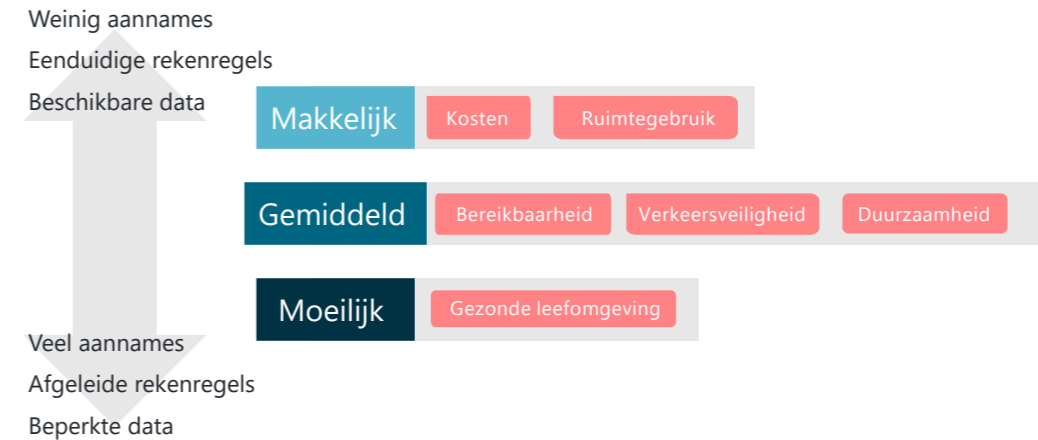 Weinig aannames
Eenduidige rekenregels
Beschikbare data
Makkelijk Kosten Ruimtegebruik
Gemiddeld Bereikbaarheid Verkeersveiligheid Duurzaamheid
Moeilijk Gezonde leefomgeving
Veel aannames
Afgeleide rekenregels
Beperkte data